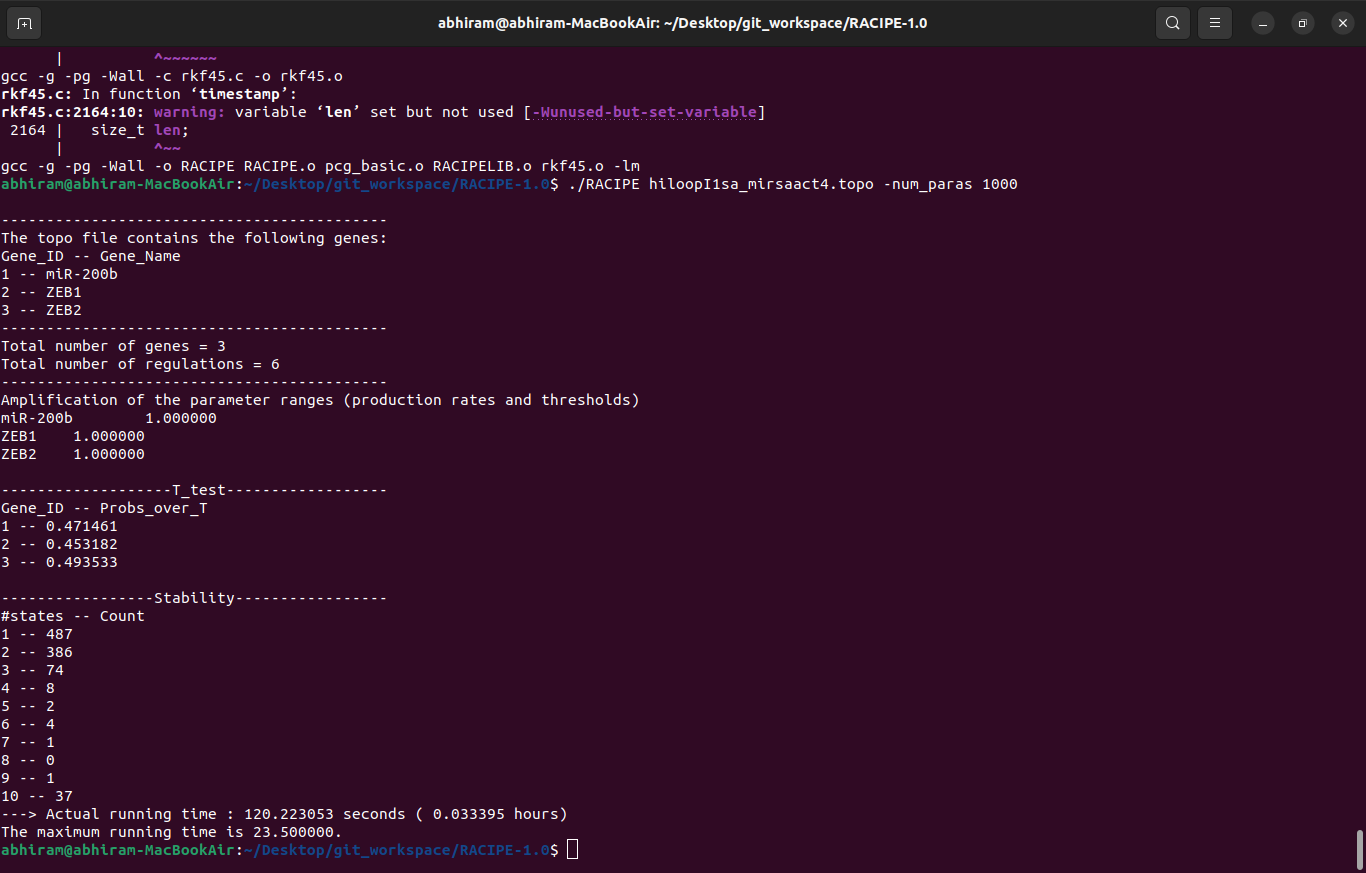 abhiram@abhiram-MacBookAir: ~/Desktop/git_workspace/RACIPE-1.0
      |          ^~~~~~~
gcc -g -pg -Wall -c rkf45.c -o rkf45.o
rkf45.c: In function ‘timestamp’:
rkf45.c:2164:10: warning: variable ‘len’ set but not used [-Wunused-but-set-variable]
 2164 |   size_t len;
      |          ^~~
gcc -g -pg -Wall -o RACIPE RACIPE.o pcg_basic.o RACIPELIB.o rkf45.o -lm
abhiram@abhiram-MacBookAir:~/Desktop/git_workspace/RACIPE-1.0$ ./RACIPE hiloopI1sa_mirsaact4.topo -num_paras 1000
-------------------------------------------
The topo file contains the following genes:
Gene_ID -- Gene_Name
1 -- miR-200b
2 -- ZEB1
3 -- ZEB2
-------------------------------------------
Total number of genes = 3
Total number of regulations = 6
-------------------------------------------
Amplification of the parameter ranges (production rates and thresholds)
miR-200b        1.000000
ZEB1    1.000000
ZEB2    1.000000
-------------------T_test------------------
Gene_ID -- Probs_over_T
1 -- 0.471461
2 -- 0.453182
3 -- 0.493533
-----------------Stability-----------------
#states -- Count
1 -- 487
2 -- 386
3 -- 74
4 -- 8
5 -- 2
6 -- 4
7 -- 1
8 -- 0
9 -- 1
10 -- 37
---> Actual running time : 120.223053 seconds ( 0.033395 hours)
The maximum running time is 23.500000.
abhiram@abhiram-MacBookAir:~/Desktop/git_workspace/RACIPE-1.0$